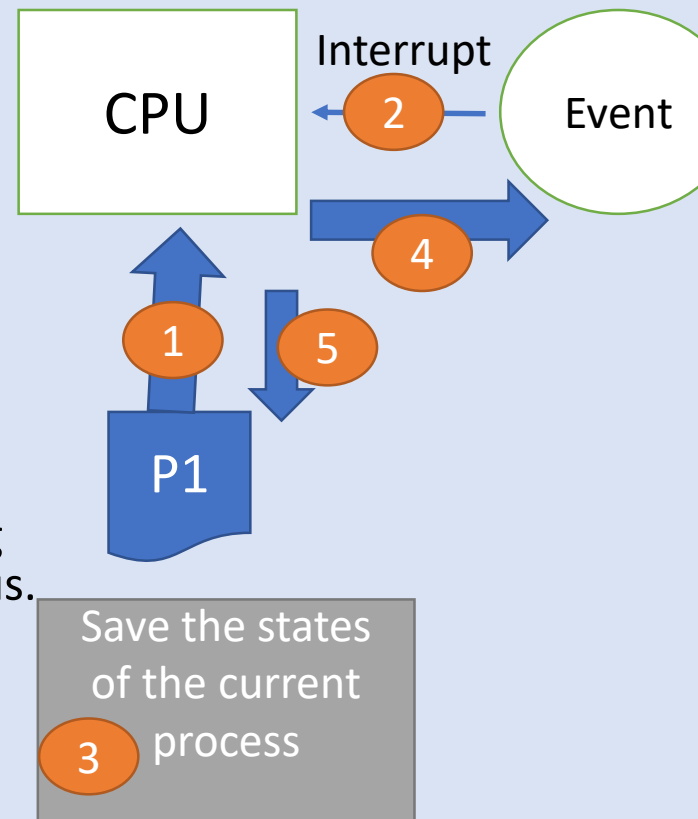 Interrupt
CPU
2
Event
4
1
5
P1
Save the states
of the current
process
3